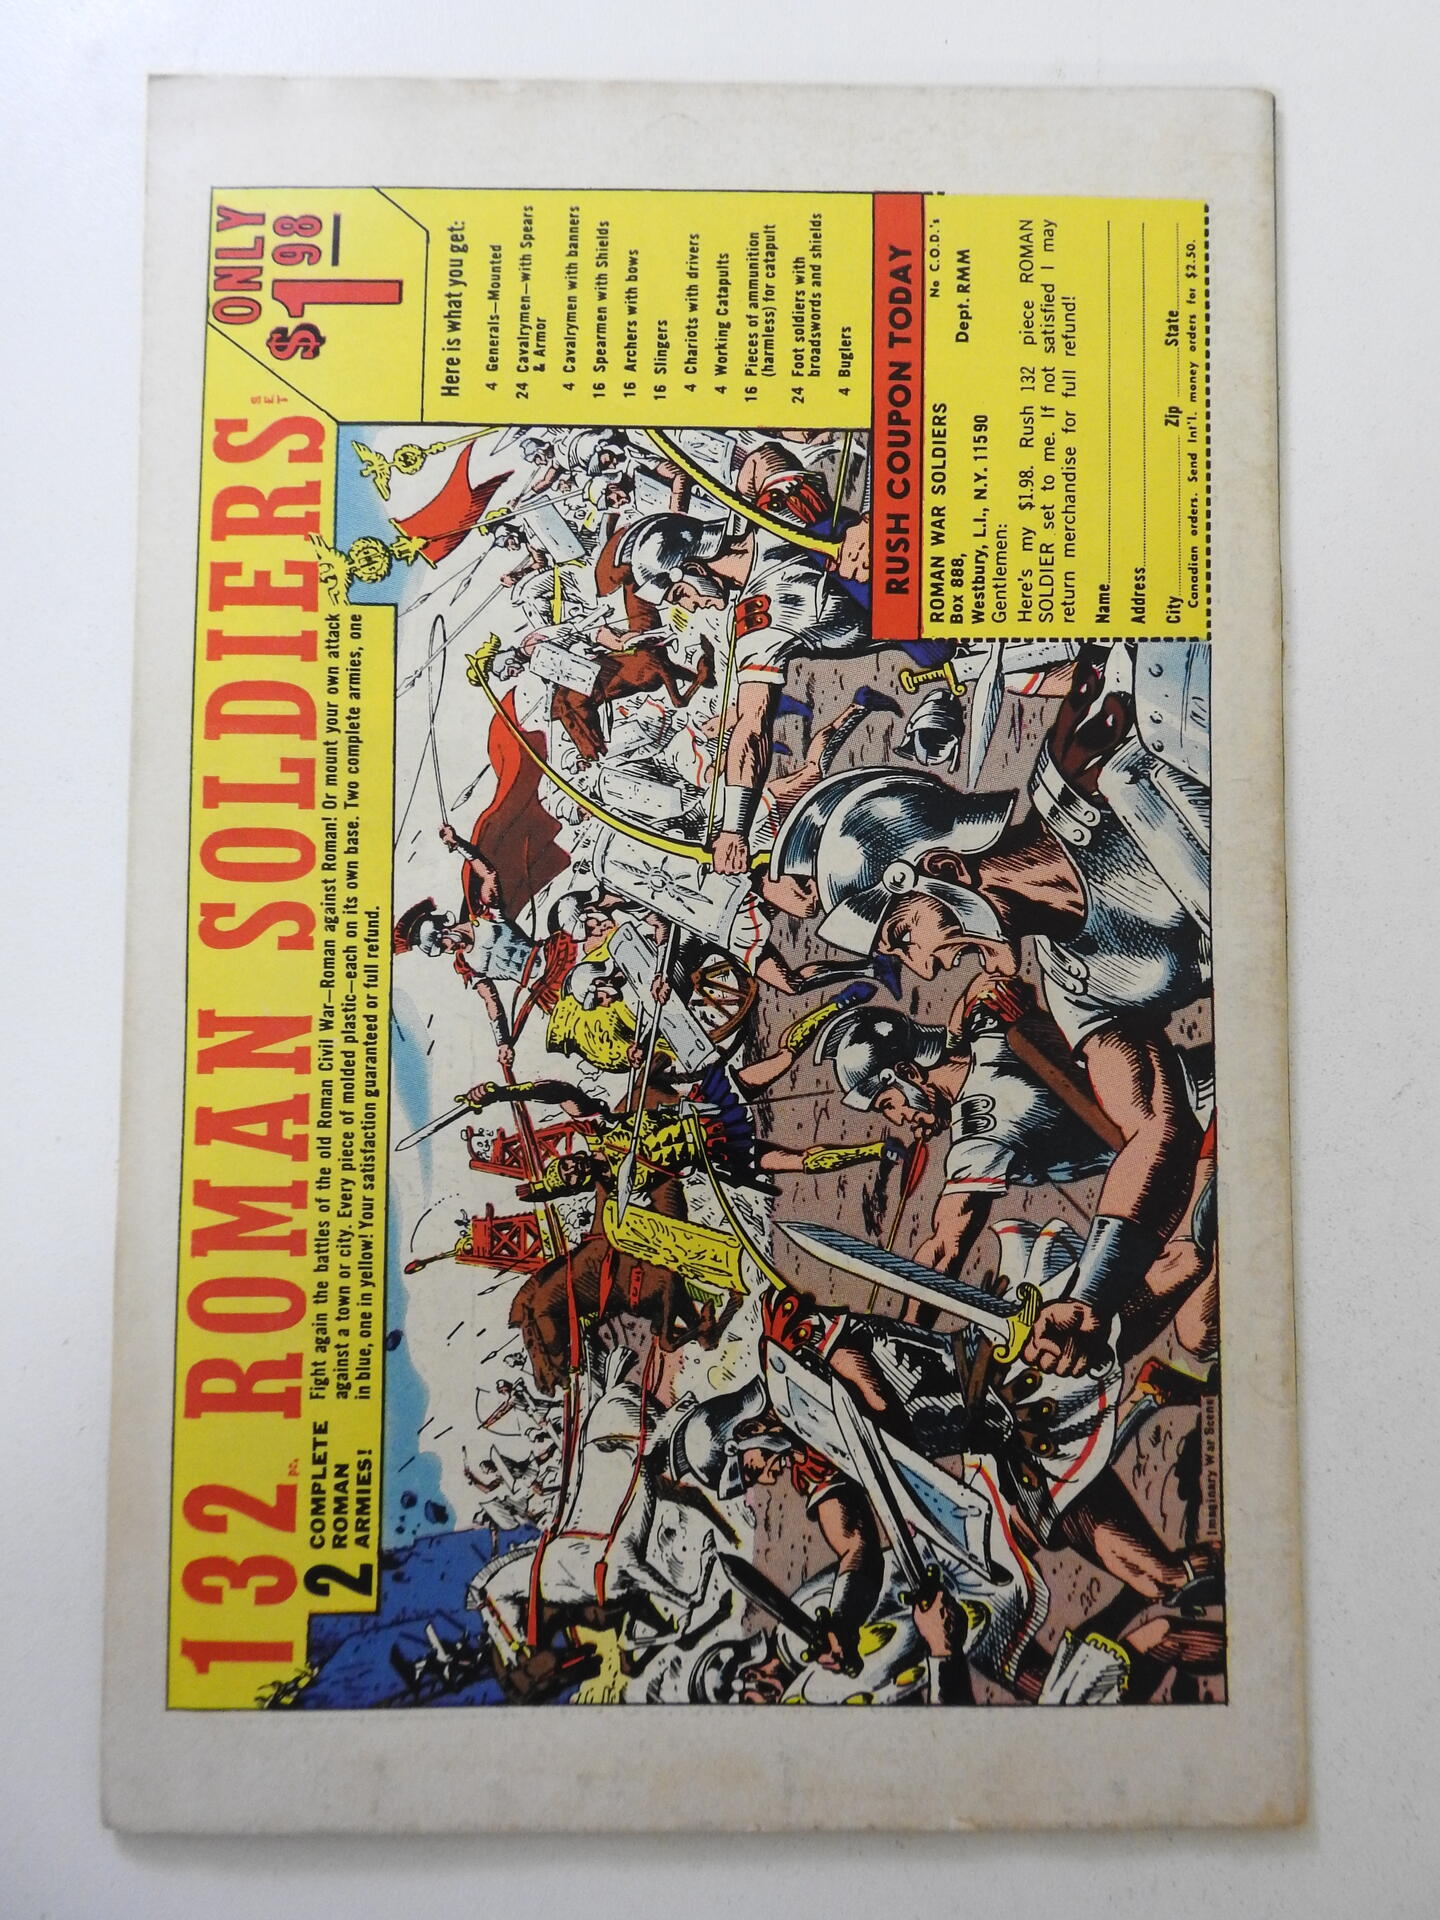 132 PC. ROMAN SOLDIERS SET
ONLY
$1.98
2 COMPLETE
ROMAN
ARMIES!
Fight again the battles of the old Roman Civil War—Roman against Roman! Or mount your own attack
against a town or city. Every piece of molded plastic—each on its own base. Two complete armies, one
in blue, one in yellow! Your satisfaction guaranteed or full refund.
Here is what you get:
4 Generals—Mounted
24 Cavalrymen—with Spears
& Armor
4 Cavalrymen with banners
16 Spearmen with Shields
16 Archers with bows
16 Slingers
4 Chariots with drivers
4 Working Catapults
16 Pieces of ammunition
(harmless) for catapult
24 Foot soldiers with
broadswords and shields
4 Buglers
RUSH COUPON TODAY
ROMAN WAR SOLDIERS No C.O.D.'s
Box 888, Dept. RMM
Westbury, L.I., N.Y. 11590
Gentlemen:
Here's my $1.98. Rush 132 piece ROMAN
SOLDIER set to me. If not satisfied I may
return merchandise for full refund!
Name
Address
City Zip State
Canadian orders. Send Int'l. money orders for $2.50.
Imaginary War Scene